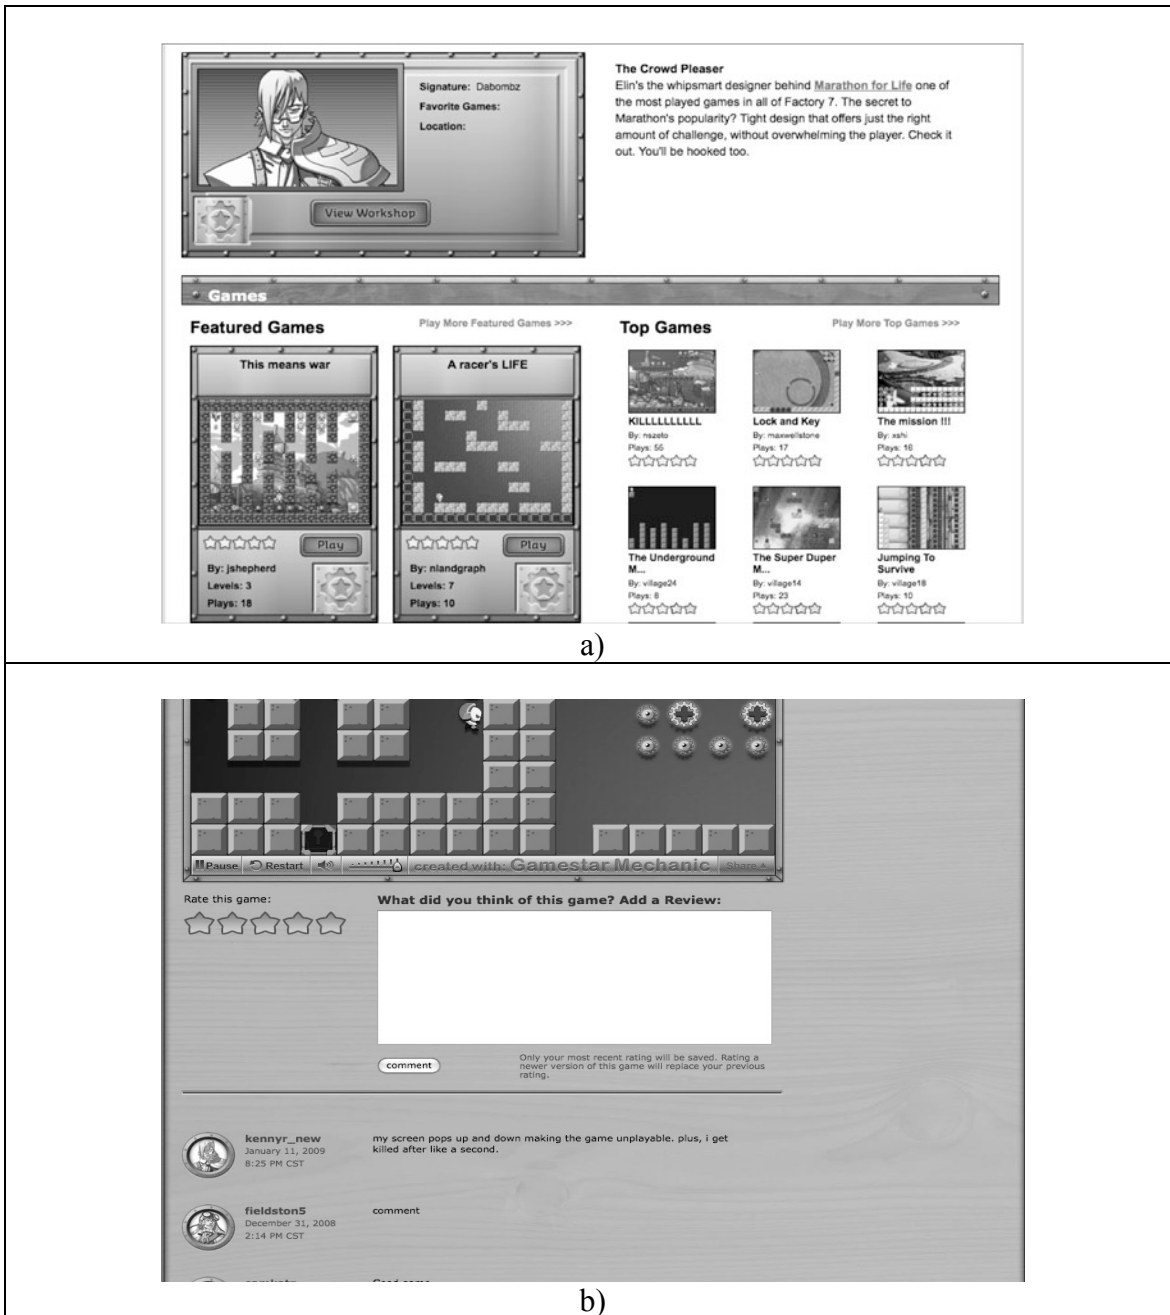 Signature: Dabombz
Favorite Games:
Location:
View Workshop
The Crowd Pleaser
Elin's the whipsmart designer behind Marathon for Life one of
the most played games in all of Factory 7. The secret to
Marathon's popularity? Tight design that offers just the right
amount of challenge, without overwhelming the player. Check it
out. You'll be hooked too.
Games
Featured Games
Play More Featured Games >>>
This means war
Play
By: jshepherd
Levels: 3
Plays: 18
A racer's LIFE
Play
By: nlandgraph
Levels: 7
Plays: 10
Top Games
Play More Top Games >>>
KILLLLLLLLLL
By: nszeto
Plays: 55
Lock and Key
By: maxwellstone
Plays: 17
The mission !!!
By: xshi
Plays: 16
The Underground
M...
By: village24
Plays: 8
The Super Duper
M...
By: village14
Plays: 23
Jumping To
Survive
By: village18
Plays: 10
a)
Pause
Restart
created with: Gamestar Mechanic
Share
Rate this game:
What did you think of this game? Add a Review:
comment
Only your most recent rating will be saved. Rating a
newer version of this game will replace your previous
rating.
kennyr_new
January 11, 2009
8:25 PM CST
my screen pops up and down making the game unplayable. plus, i get
killed after like a second.
fieldston5
December 31, 2008
2:14 PM CST
comment
b)